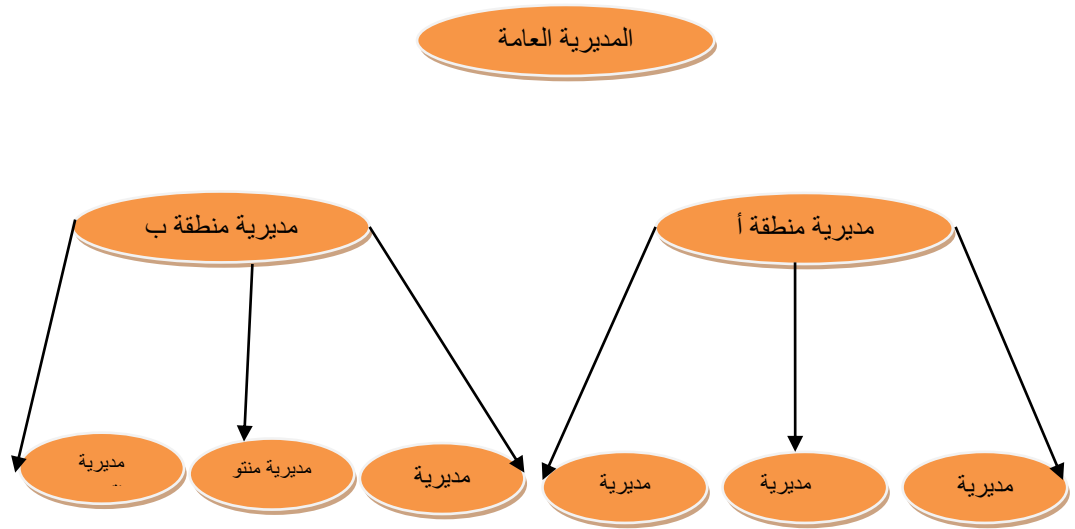 المديرية العامة
مديرية منطقة أ
مديرية منطقة ب
مديرية
مديرية
مديرية
مديرية
مديرية منتو
مديرية